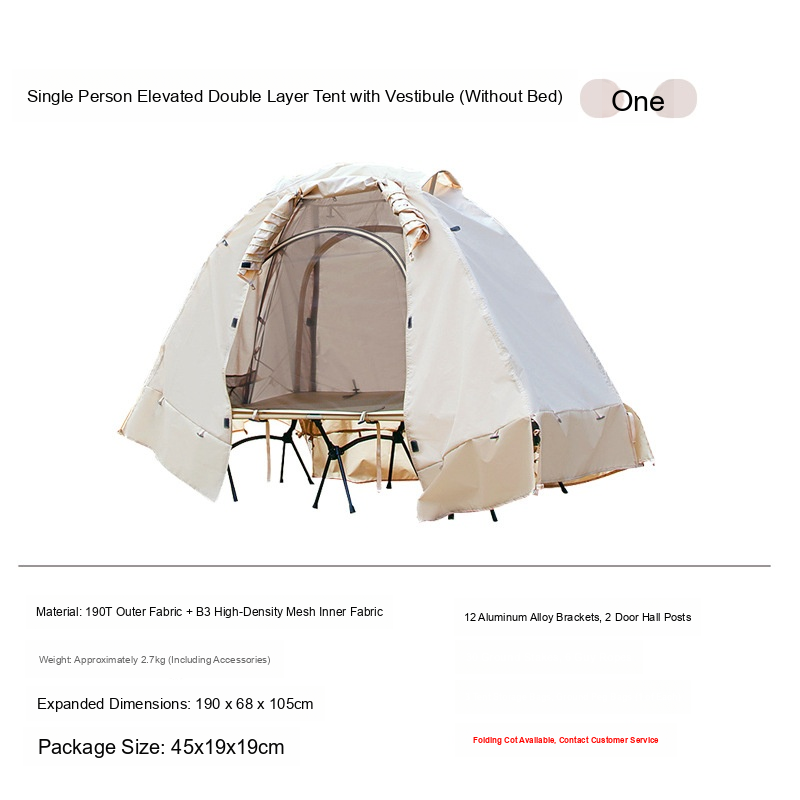 Single Person Elevated Double Layer Tent with Vestibule (Without Bed)
One
Material: 190T Outer Fabric + B3 High-Density Mesh Inner Fabric
12 Aluminum Alloy Brackets, 2 Door Hall Posts
Weight: Approximately 2.7kg (Including Accessories)
Expanded Dimensions: 190 x 68 x 105cm
Package Size: 45x19x19cm
Folding Cot Available, Contact Customer Service